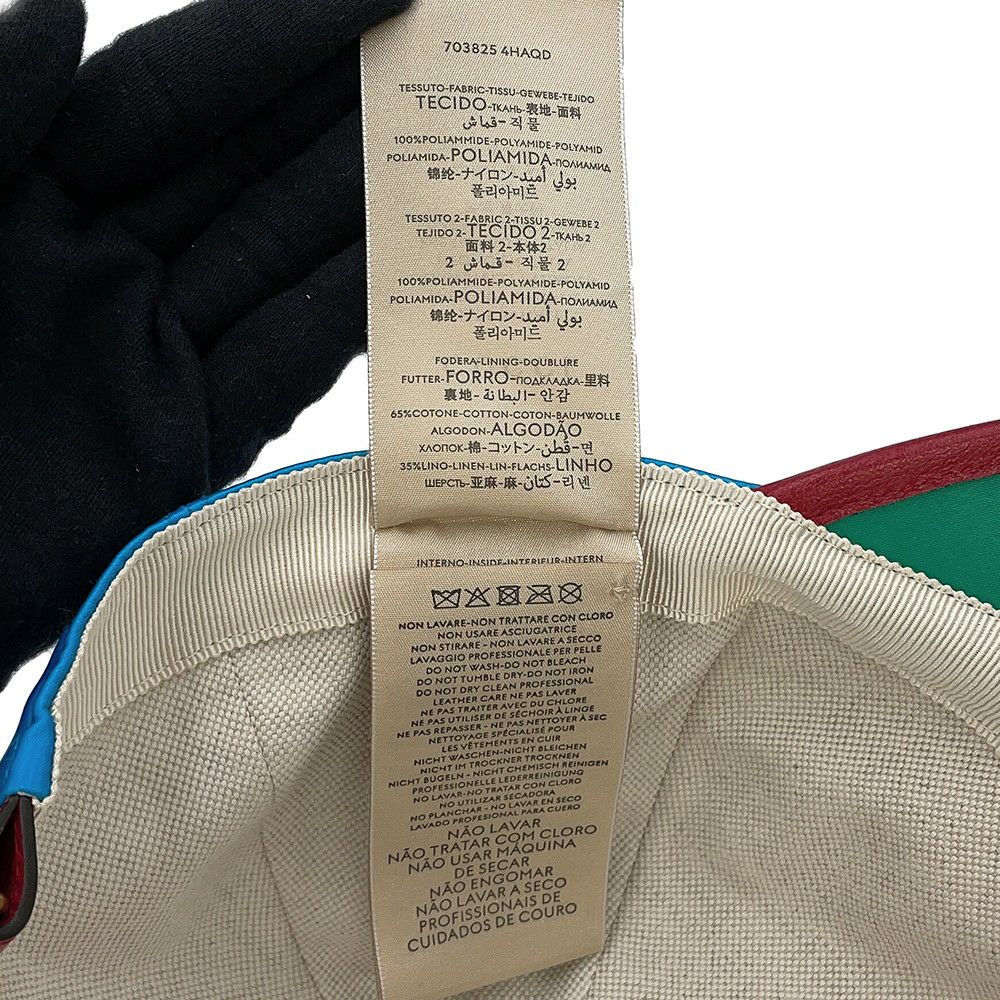 703825 4HAQD
TESSUTO-FABRIC-TISSU-GEWEBE-TEJIDO
TECIDO-ТКАНЬ-表地-面料
قماش-직물
100%POLIAMMIDE-POLYAMIDE-POLYAMID
POLIAMIDA-POLIAMIDA-ПОЛИАМИД
锦纶-ナイロン-بولي أميد
폴리아미드
TESSUTO 2-FABRIC 2-TISSU 2-GEWEBE 2
TEJIDO 2-TECIDO 2-ТКАНЬ 2
面料 2-本体2
2 قماش-직물 2
100%POLIAMMIDE-POLYAMIDE-POLYAMID
POLIAMIDA-POLIAMIDA-ПОЛИАМИД
锦纶-ナイロン-بولي أميد
폴리아미드
FODERA-LINING-DOUBLURE
FUTTER-FORRO-ПОДКЛАДКА-里料
裏地-البطانة-안감
65%COTONE-COTTON-COTON-BAUMWOLLE
ALGODON-ALGODÃO
ХЛОПОК-棉-コットン-قُطن-면
35%LINO-LINEN-LIN-FLACHS-LINHO
ШЕРСТЬ-亚麻-麻-كتان-리넨
INTERNO-INSIDE-INTERIEUR-INTERN
NON LAVARE-NON TRATTARE CON CLORO
NON USARE ASCIUGATRICE
NON STIRARE - NON LAVARE A SECCO
LAVAGGIO PROFESSIONALE PER PELLE
DO NOT WASH-DO NOT BLEACH
DO NOT TUMBLE DRY-DO NOT IRON
DO NOT DRY CLEAN PROFESSIONAL
LEATHER CARE NE PAS LAVER
NE PAS TRAITER AVEC DU CHLORE
NE PAS UTILISER DE SÉCHOIR À LINGE
NE PAS REPASSER - NE PAS NETTOYER À SEC
NETTOYAGE SPÉCIALISÉ POUR
LES VÊTEMENTS EN CUIR
NICHT WASCHEN-NICHT BLEICHEN
NICHT IM TROCKNER TROCKNEN
NICHT BÜGELN - NICHT CHEMISCH REINIGEN
PROFESSIONELLE LEDERREINIGUNG
NO LAVAR-NO TRATAR CON CLORO
NO UTILIZAR SECADORA
NO PLANCHAR - NO LAVAR EN SECO
LAVADO PROFESIONAL PARA CUERO
NÃO LAVAR
NÃO TRATAR COM CLORO
NÃO USAR MÁQUINA
DE SECAR
NÃO ENGOMAR
NÃO LAVAR A SECO
PROFISSIONAIS DE
CUIDADOS DE COURO